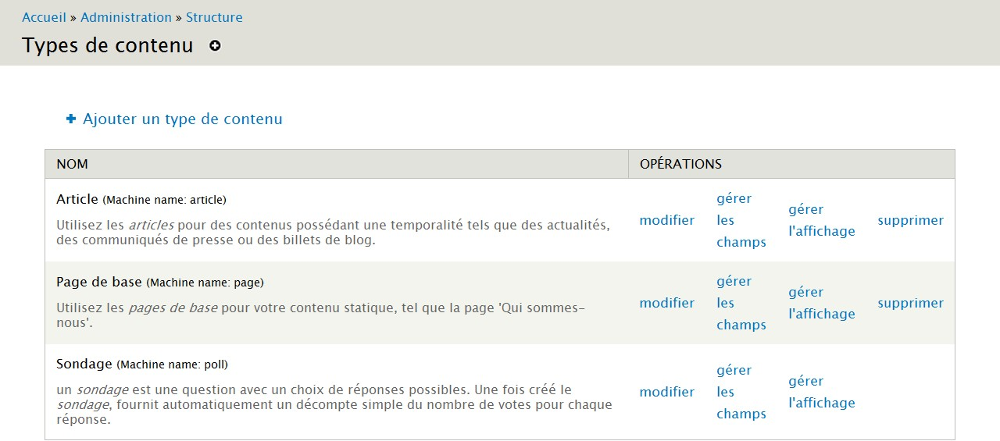 Accueil » Administration » Structure
Types de contenu
Ajouter un type de contenu
NOM OPÉRATIONS
Article (Machine name: article)
Utilisez les articles pour des contenus possédant une temporalité tels que des actualités,
des communiqués de presse ou des billets de blog.
modifier
gérer
les
champs
gérer
l'affichage
supprimer
Page de base (Machine name: page)
Utilisez les pages de base pour votre contenu statique, tel que la page 'Qui sommes-
nous'.
modifier
gérer
les
champs
gérer
l'affichage
supprimer
Sondage (Machine name: poll)
un sondage est une question avec un choix de réponses possibles. Une fois créé le
sondage, fournit automatiquement un décompte simple du nombre de votes pour chaque
réponse.
modifier
gérer
les
champs
gérer
l'affichage